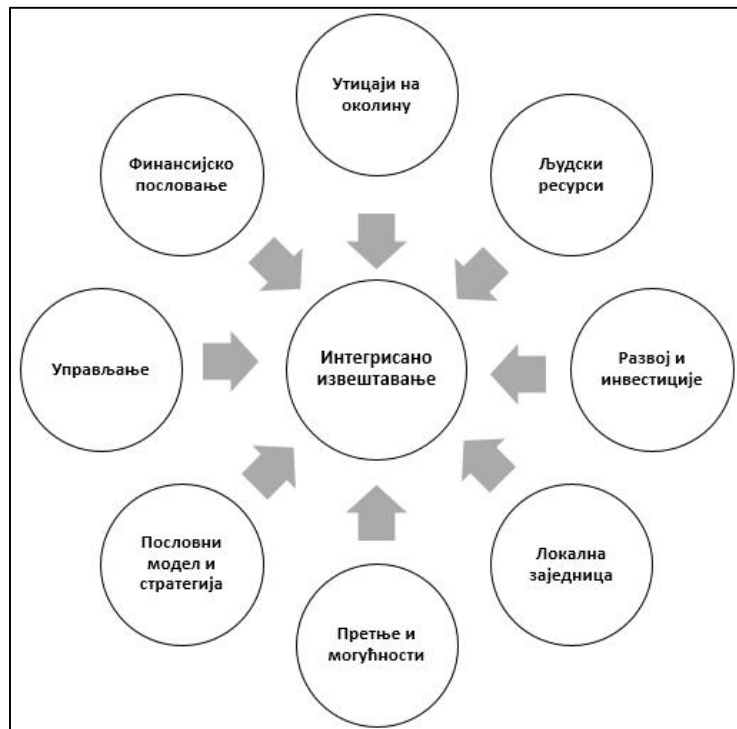 Утицаји на
околину
Финансијско
пословање
Људски
ресурси
Управљање
Интегрисано
извештавање
Развој и
инвестиције
Пословни
модел и
стратегија
Локална
заједница
Претње и
могућности